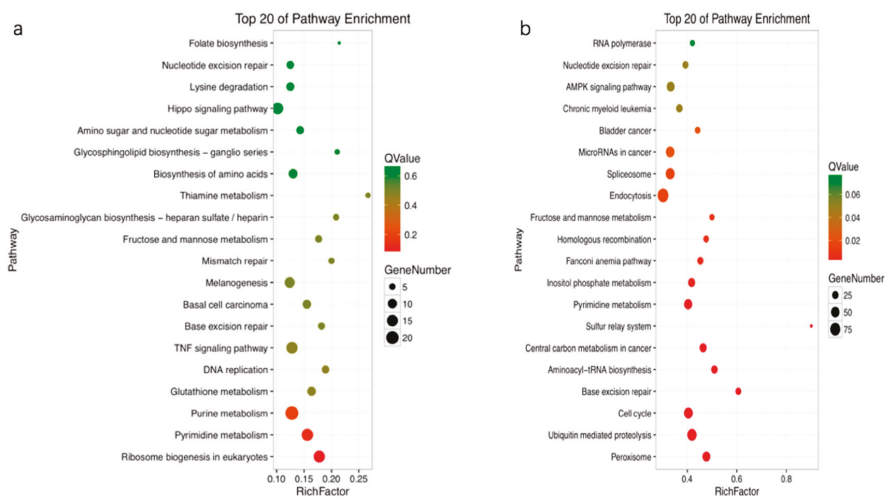 a
Top 20 of Pathway Enrichment
Pathway
Folate biosynthesis
Nucleotide excision repair
Lysine degradation
Hippo signaling pathway
Amino sugar and nucleotide sugar metabolism
Glycosphingolipid biosynthesis − ganglio series
Biosynthesis of amino acids
Thiamine metabolism
Glycosaminoglycan biosynthesis − heparan sulfate / heparin
Fructose and mannose metabolism
Mismatch repair
Melanogenesis
Basal cell carcinoma
Base excision repair
TNF signaling pathway
DNA replication
Glutathione metabolism
Purine metabolism
Pyrimidine metabolism
Ribosome biogenesis in eukaryotes
0.10 0.15 0.20 0.25
RichFactor
QValue
0.6
0.4
0.2
GeneNumber
5
10
15
20
b
Top 20 of Pathway Enrichment
Pathway
RNA polymerase
Nucleotide excision repair
AMPK signaling pathway
Chronic myeloid leukemia
Bladder cancer
MicroRNAs in cancer
Spliceosome
Endocytosis
Fructose and mannose metabolism
Homologous recombination
Fanconi anemia pathway
Inositol phosphate metabolism
Pyrimidine metabolism
Sulfur relay system
Central carbon metabolism in cancer
Aminoacyl−tRNA biosynthesis
Base excision repair
Cell cycle
Ubiquitin mediated proteolysis
Peroxisome
0.4 0.6 0.8
RichFactor
QValue
0.06
0.04
0.02
GeneNumber
25
50
75